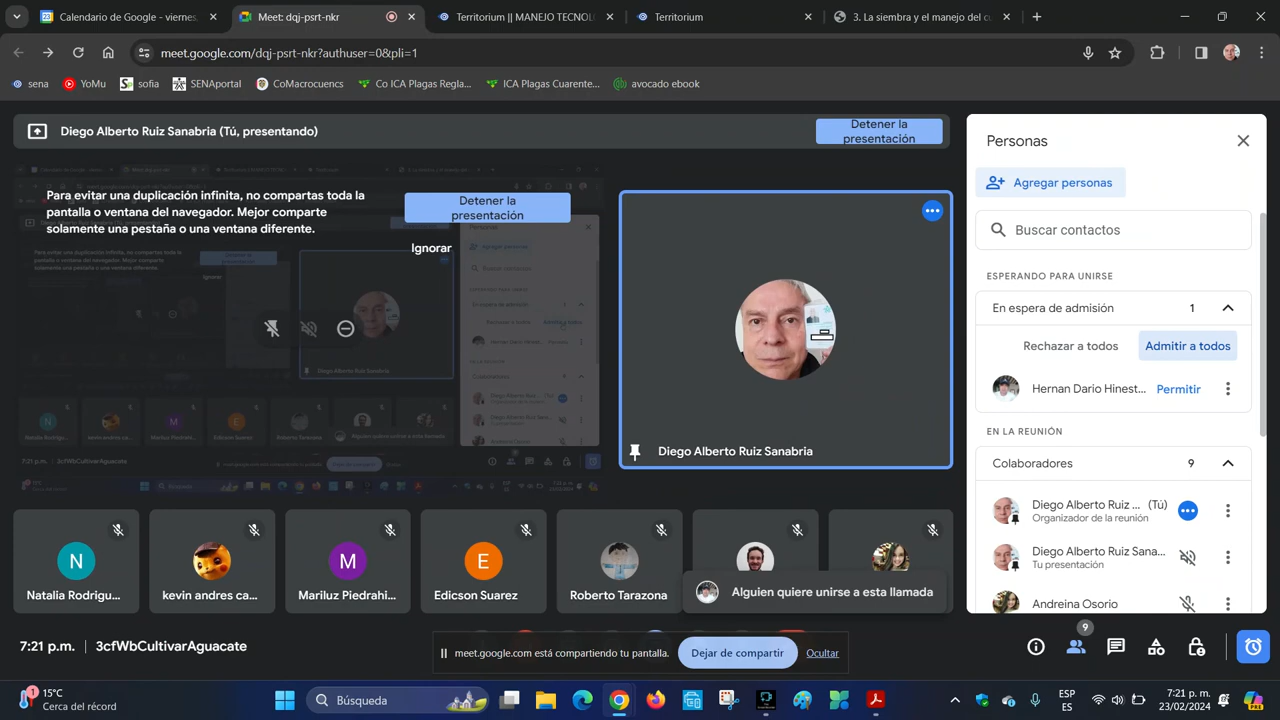 Calendario de Google - viernes,
Meet: dqj-psrt-nkr
Territorium || MANEJO TECNOL
Territorium
3. La siembra y el manejo del cu
meet.google.com/dqj-psrt-nkr?authuser=0&pli=1
sena
YoMu
sofia
SENAportal
CoMacrocuencs
Co ICA Plagas Regla...
ICA Plagas Cuarente...
avocado ebook
Diego Alberto Ruiz Sanabria (Tú, presentando)
Detener la
presentación
Para evitar una duplicación infinita, no compartas toda la
pantalla o ventana del navegador. Mejor comparte
solamente una pestaña o una ventana diferente.
Detener la
presentación
Ignorar
Diego Alberto Ruiz Sanabria
Natalia Rodrigu...
kevin andres ca...
Mariluz Piedrahi...
Edicson Suarez
Roberto Tarazona
N
M
E
Alguien quiere unirse a esta llamada
Personas
Agregar personas
Buscar contactos
ESPERANDO PARA UNIRSE
En espera de admisión 1
Rechazar a todos Admitir a todos
Hernan Dario Hinest... Permitir
EN LA REUNIÓN
Colaboradores 9
Diego Alberto Ruiz ... (Tú)
Organizador de la reunión
Diego Alberto Ruiz Sana...
Tu presentación
Andreina Osorio
7:21 p.m. 3cfWbCultivarAguacate
meet.google.com está compartiendo tu pantalla.
Dejar de compartir
Ocultar
9
1
15°C
Cerca del récord
Búsqueda
ESP
ES
7:21 p. m.
23/02/2024